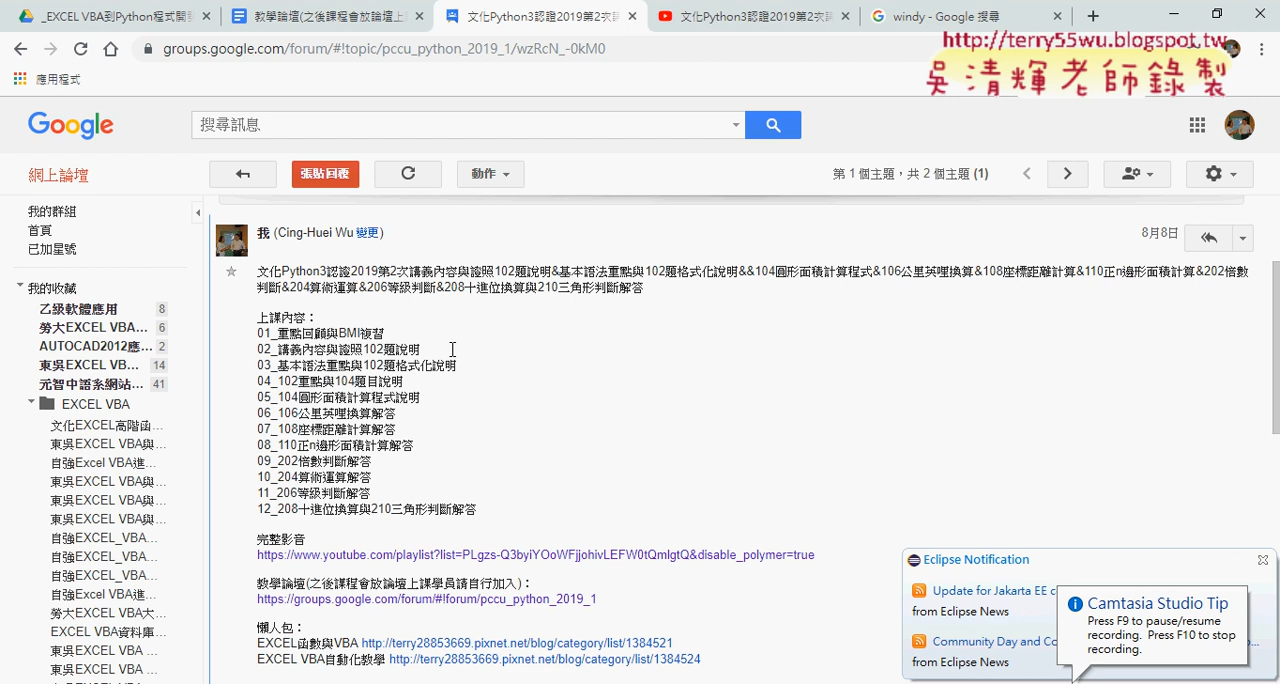 _EXCEL VBA到Python程式開發
教學論壇(之後課程會放論壇上
文化Python3認證2019第2次講
文化Python3認證2019第2次講
windy - Google 搜尋
groups.google.com/forum/#!topic/pccu_python_2019_1/wzRcN_-0kM0
http://terry55wu.blogspot.tw
吳清輝老師錄製
應用程式
Google
搜尋訊息
網上論壇
張貼回覆
動作
第 1 個主題，共 2 個主題 (1)
我的群組
首頁
已加星號
我的收藏
乙級軟體應用 8
勞大EXCEL VBA... 6
AUTOCAD2012應... 2
東吳EXCEL VB... 14
元智中語系網站... 41
EXCEL VBA
文化EXCEL高階函...
東吳EXCEL VBA與...
自強Excel VBA進...
東吳EXCEL VBA與...
東吳EXCEL VBA與...
東吳EXCEL VBA與...
自強EXCEL_VBA...
自強EXCEL_VBA...
自強EXCEL_VBA...
自強Excel VBA進...
勞大EXCEL VBA大...
EXCEL VBA資料庫...
東吳EXCEL VBA ...
東吳EXCEL VBA ...
我 (Cing-Huei Wu 變更)
8月8日
文化Python3認證2019第2次講義內容與證照102題說明&基本語法重點與102題格式化說明&&104圓形面積計算程式&106公里英哩換算&108座標距離計算&110正n邊形面積計算&202倍數
判斷&204算術運算&206等級判斷&208十進位換算與210三角形判斷解答
上課內容：
01_重點回顧與BMI複習
02_講義內容與證照102題說明
03_基本語法重點與102題格式化說明
04_102重點與104題目說明
05_104圓形面積計算程式說明
06_106公里英哩換算解答
07_108座標距離計算解答
08_110正n邊形面積計算解答
09_202倍數判斷解答
10_204算術運算解答
11_206等級判斷解答
12_208十進位換算與210三角形判斷解答
完整影音
https://www.youtube.com/playlist?list=PLgzs-Q3byiYOoWFjjohivLEFW0tQmlgtQ&disable_polymer=true
教學論壇(之後課程會放論壇上課學員請自行加入)：
https://groups.google.com/forum/#!forum/pccu_python_2019_1
懶人包：
EXCEL函數與VBA http://terry28853669.pixnet.net/blog/category/list/1384521
EXCEL VBA自動化教學 http://terry28853669.pixnet.net/blog/category/list/1384524
Eclipse Notification
Update for Jakarta EE c
from Eclipse News
Community Day and Co
from Eclipse News
Camtasia Studio Tip
Press F9 to pause/resume
recording. Press F10 to stop
recording.